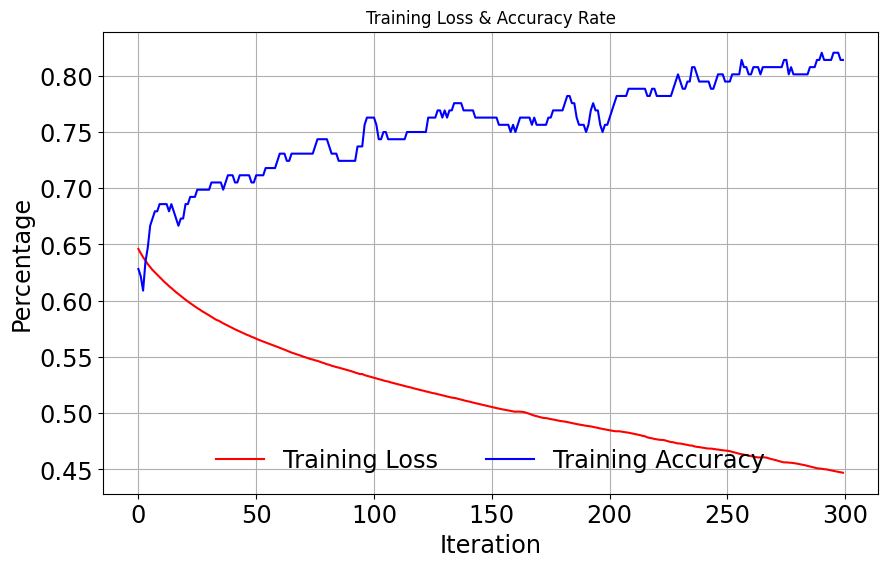 Training Loss & Accuracy Rate
Percentage
0.80
0.75
0.70
0.65
0.60
0.55
0.50
0.45
Training Loss Training Accuracy
0 50 100 150 200 250 300
Iteration